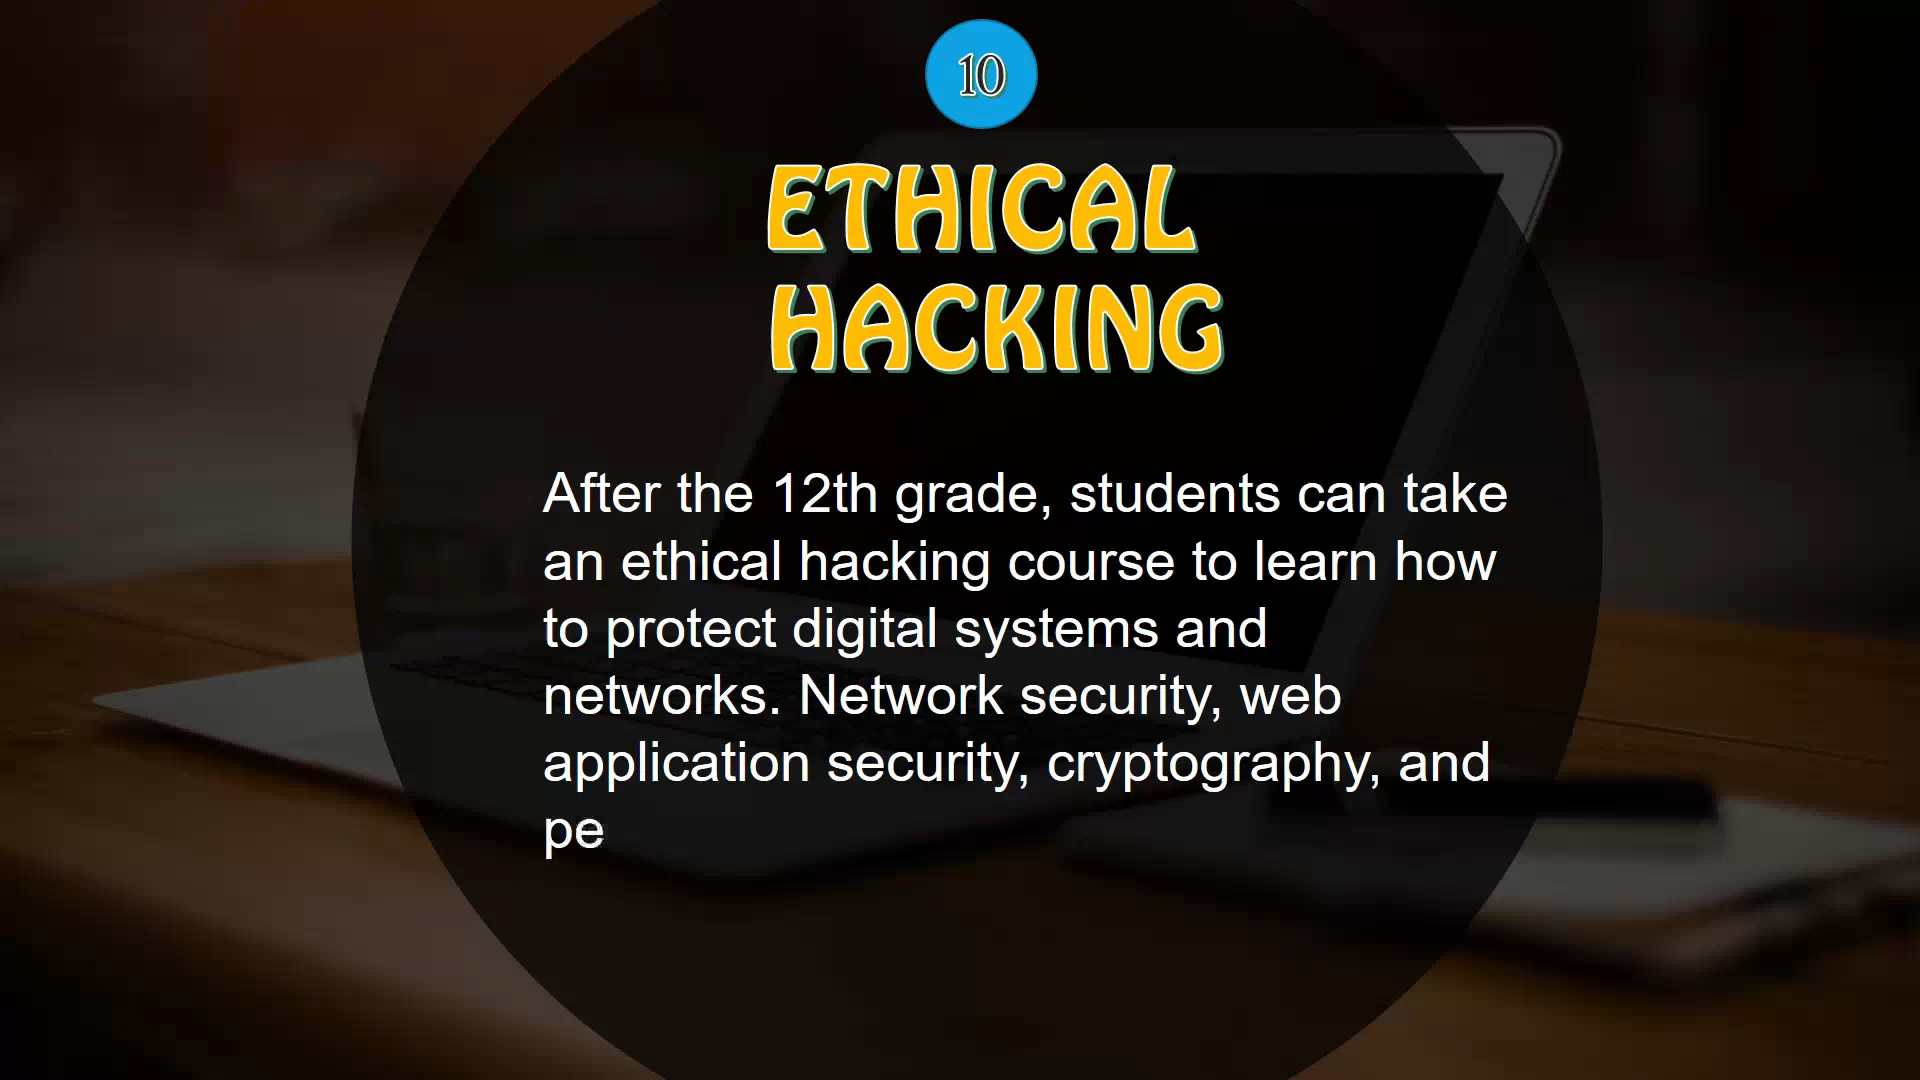 10
ETHICAL
HACKING
After the 12th grade, students can take
an ethical hacking course to learn how
to protect digital systems and
networks. Network security, web
application security, cryptography, and
pe